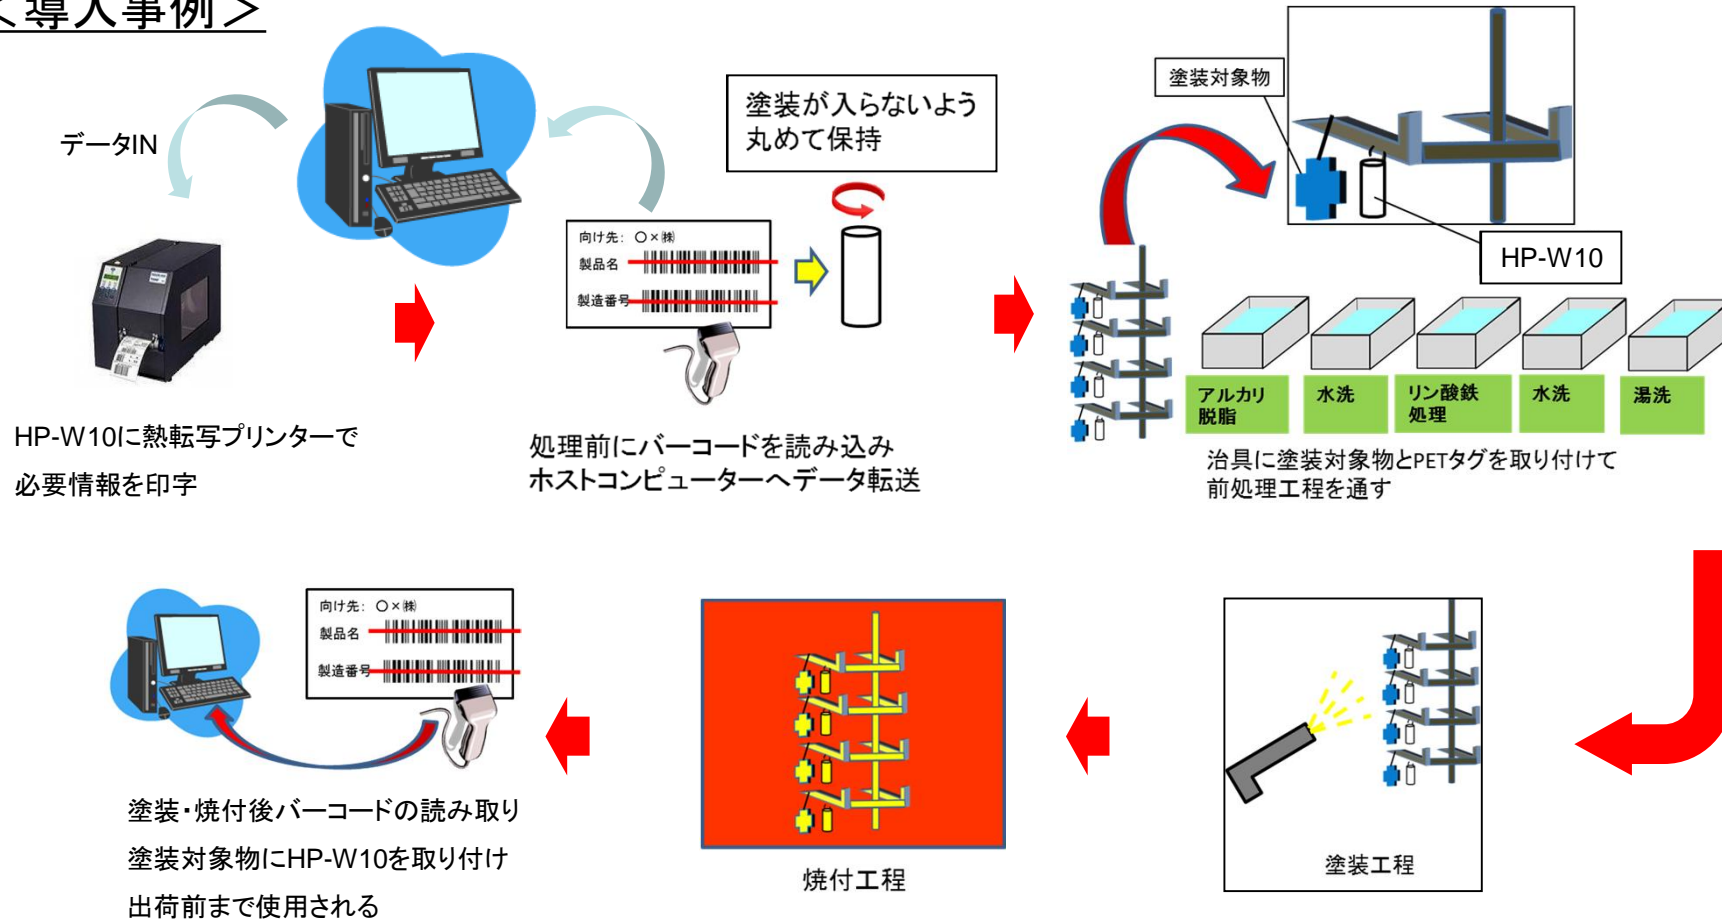 ＜導入事例＞
データIN
HP-W10に熱転写プリンターで
必要情報を印字
塗装が入らないよう
丸めて保持
向け先：○×㈱
製品名
製造番号
処理前にバーコードを読み込み
ホストコンピューターへデータ転送
塗装対象物
HP-W10
アルカリ
脱脂
水洗
リン酸鉄
処理
水洗
湯洗
治具に塗装対象物とPETタグを取り付けて
前処理工程を通す
塗装工程
焼付工程
向け先：○×㈱
製品名
製造番号
塗装・焼付後バーコードの読み取り
塗装対象物にHP-W10を取り付け
出荷前まで使用される